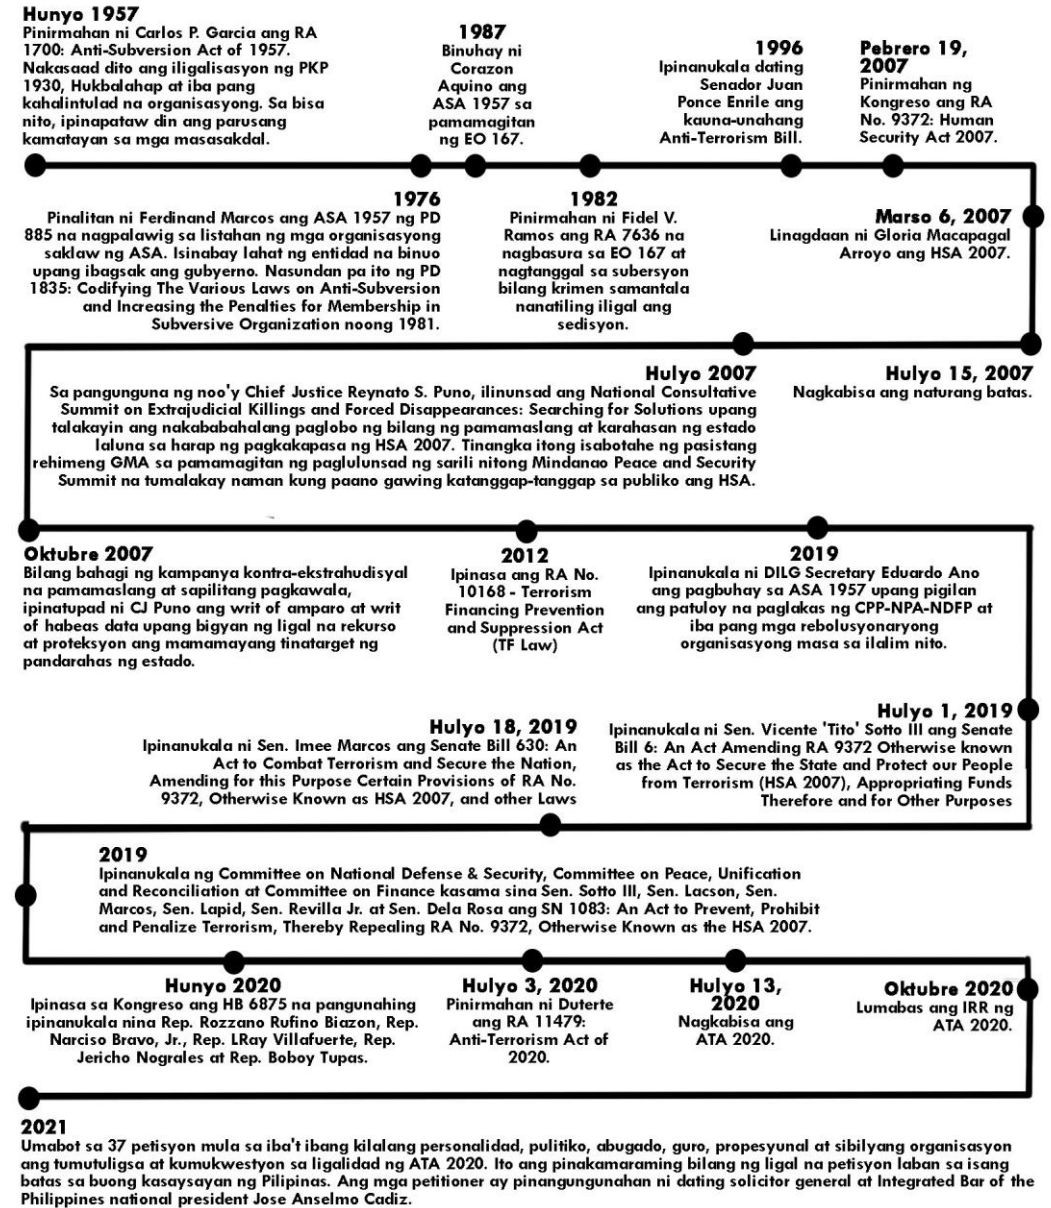 Hunyo 1957
Pinirmahan ni Carlos P. Garcia ang RA
1700: Anti-Subversion Act of 1957.
Nakasaad dito ang iligalisasyon ng PKP
1930, Hukbalahap at iba pang
kahalintulad na organisasyong. Sa bisa
nito, ipinapataw din ang parusang
kamatayan sa mga masasakdal.
1987
Binuhay ni
Corazon
Aquino ang
ASA 1957 sa
pamamagitan
ng EO 167.
1996
Ipinanukala dating
Senador Juan
Ponce Enrile ang
kauna-unahang
Anti-Terrorism Bill.
Pebrero 19,
2007
Pinirmahan ng
Kongreso ang RA
No. 9372: Human
Security Act 2007.
1976
Pinalitan ni Ferdinand Marcos ang ASA 1957 ng PD
885 na nagpalawig sa listahan ng mga organisasyong
saklaw ng ASA. Isinabay lahat ng entidad na binuo
upang ibagsak ang gubyerno. Nasundan pa ito ng PD
1835: Codifying The Various Laws on Anti-Subversion
and Increasing the Penalties for Membership in
Subversive Organization noong 1981.
1982
Pinirmahan ni Fidel V.
Ramos ang RA 7636 na
nagbasura sa EO 167 at
nagtanggal sa subersyon
bilang krimen samantala
nanatiling iligal ang
sedisyon.
Marso 6, 2007
Linagdaan ni Gloria Macapagal
Arroyo ang HSA 2007.
Hulyo 15, 2007
Nagkabisa ang naturang batas.
Hulyo 2007
Sa pangunguna ng noo'y Chief Justice Reynato S. Puno, ilinunsad ang National Consultative
Summit on Extrajudicial Killings and Forced Disappearances: Searching for Solutions upang
talakayin ang nakababahalang paglobo ng bilang ng pamamaslang at karahasan ng estado
laluna sa harap ng pagkakapasa ng HSA 2007. Tinangka itong isabotahe ng pasistang
rehimeng GMA sa pamamagitan ng paglulunsad ng sarili nitong Mindanao Peace and Security
Summit na tumalakay naman kung paano gawing katanggap-tanggap sa publiko ang HSA.
Oktubre 2007
Bilang bahagi ng kampanya kontra-ekstrahudisyal
na pamamaslang at sapilitang pagkawala,
ipinatupad ni CJ Puno ang writ of amparo at writ
of habeas data upang bigyan ng ligal na rekurso
at proteksyon ang mamamayang tinatarget ng
pandarahas ng estado.
2012
Ipinasa ang RA No.
10168 - Terrorism
Financing Prevention
and Suppression Act
(TF Law)
2019
Ipinanukala ni DILG Secretary Eduardo Ano
ang pagbuhay sa ASA 1957 upang pigilan
ang patuloy na paglakas ng CPP-NPA-NDFP at
iba pang mga rebolusyonaryong
organisasyong masa sa ilalim nito.
Hulyo 1, 2019
Ipinanukala ni Sen. Vicente 'Tito' Sotto III ang Senate
Bill 6: An Act Amending RA 9372 Otherwise known
as the Act to Secure the State and Protect our People
from Terrorism (HSA 2007), Appropriating Funds
Therefore and for Other Purposes
Hulyo 18, 2019
Ipinanukala ni Sen. Imee Marcos ang Senate Bill 630: An
Act to Combat Terrorism and Secure the Nation,
Amending for this Purpose Certain Provisions of RA No.
9372, Otherwise Known as HSA 2007, and other Laws
2019
Ipinanukala ng Committee on National Defense & Security, Committee on Peace, Unification
and Reconciliation at Committee on Finance kasama sina Sen. Sotto III, Sen. Lacson, Sen.
Marcos, Sen. Lapid, Sen. Revilla Jr. at Sen. Dela Rosa ang SN 1083: An Act to Prevent, Prohibit
and Penalize Terrorism, Thereby Repealing RA No. 9372, Otherwise Known as the HSA 2007.
Hunyo 2020
Ipinasa sa Kongreso ang HB 6875 na pangunahing
ipinanukala nina Rep. Rozzano Rufino Biazon, Rep.
Narciso Bravo, Jr., Rep. LRay Villafuerte, Rep.
Jericho Nograles at Rep. Boboy Tupas.
Hulyo 3, 2020
Pinirmahan ni Duterte
ang RA 11479:
Anti-Terrorism Act of
2020.
Hulyo 13,
2020
Nagkabisa ang
ATA 2020.
Oktubre 2020
Lumabas ang IRR ng
ATA 2020.
2021
Umabot sa 37 petisyon mula sa iba't ibang kilalang personalidad, pulitiko, abugado, guro, propesyunal at sibilyang organisasyon
ang tumutuligsa at kumukwestyon sa ligalidad ng ATA 2020. Ito ang pinakamaraming bilang ng ligal na petisyon laban sa isang
batas sa buong kasaysayan ng Pilipinas. Ang mga petitioner ay pinangungunahan ni dating solicitor general at Integrated Bar of the
Philippines national president Jose Anselmo Cadiz.